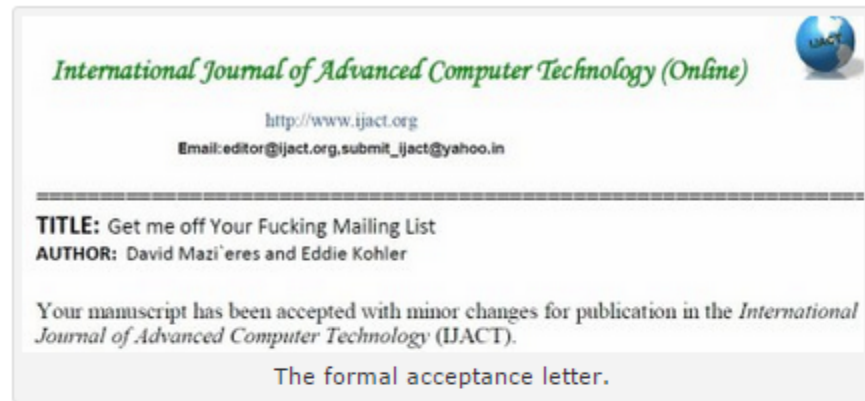 International Journal of Advanced Computer Technology (Online)
IJACT
http://www.ijact.org
Email:editor@ijact.org,submit_ijact@yahoo.in
================================================================
TITLE: Get me off Your Fucking Mailing List
AUTHOR: David Mazi`eres and Eddie Kohler
Your manuscript has been accepted with minor changes for publication in the International
Journal of Advanced Computer Technology (IJACT).
The formal acceptance letter.